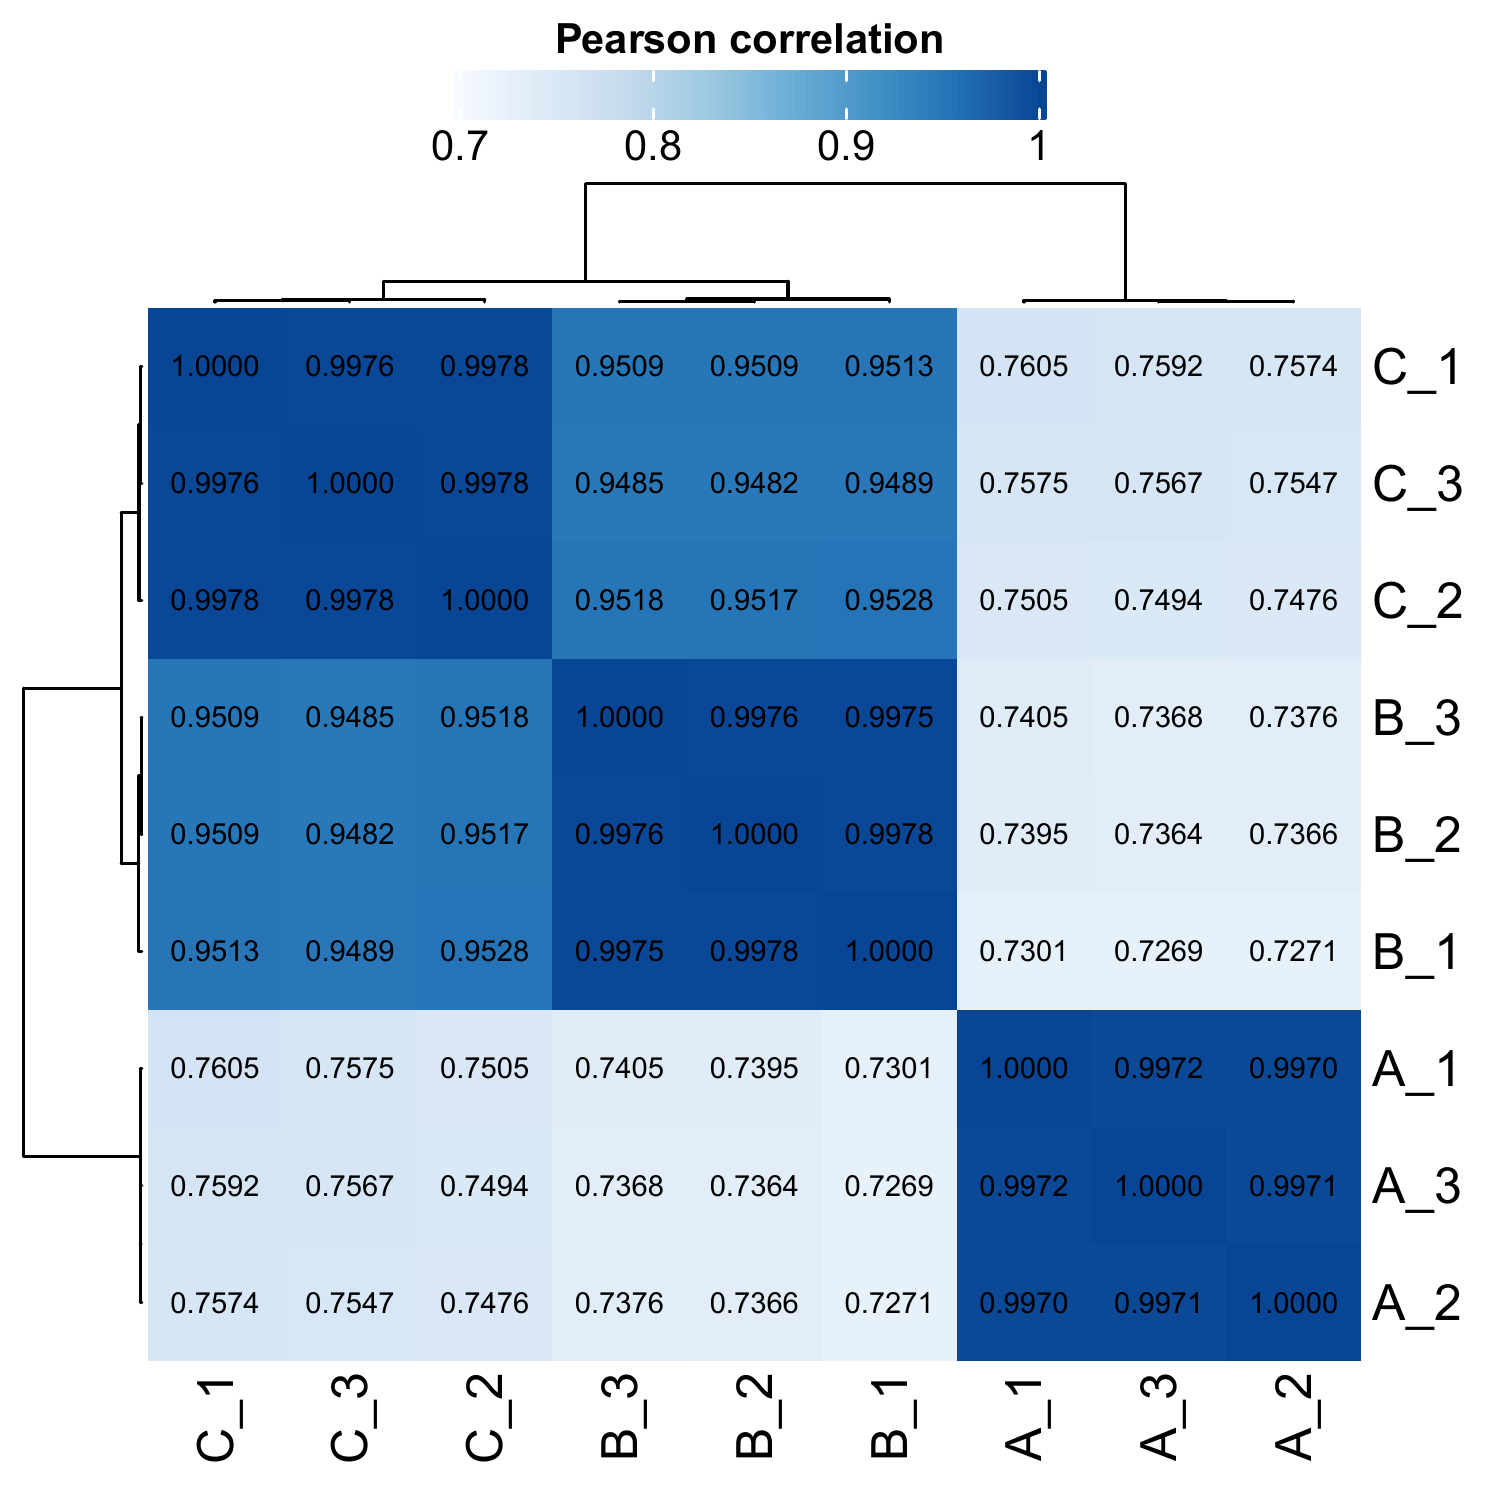 Pearson correlation
0.7 0.8 0.9 1
1.0000 0.9976 0.9978 0.9509 0.9509 0.9513 0.7605 0.7592 0.7574 C_1
0.9976 1.0000 0.9978 0.9485 0.9482 0.9489 0.7575 0.7567 0.7547 C_3
0.9978 0.9978 1.0000 0.9518 0.9517 0.9528 0.7505 0.7494 0.7476 C_2
0.9509 0.9485 0.9518 1.0000 0.9976 0.9975 0.7405 0.7368 0.7376 B_3
0.9509 0.9482 0.9517 0.9976 1.0000 0.9978 0.7395 0.7364 0.7366 B_2
0.9513 0.9489 0.9528 0.9975 0.9978 1.0000 0.7301 0.7269 0.7271 B_1
0.7605 0.7575 0.7505 0.7405 0.7395 0.7301 1.0000 0.9972 0.9970 A_1
0.7592 0.7567 0.7494 0.7368 0.7364 0.7269 0.9972 1.0000 0.9971 A_3
0.7574 0.7547 0.7476 0.7376 0.7366 0.7271 0.9970 0.9971 1.0000 A_2
C_1 C_3 C_2 B_3 B_2 B_1 A_1 A_3 A_2